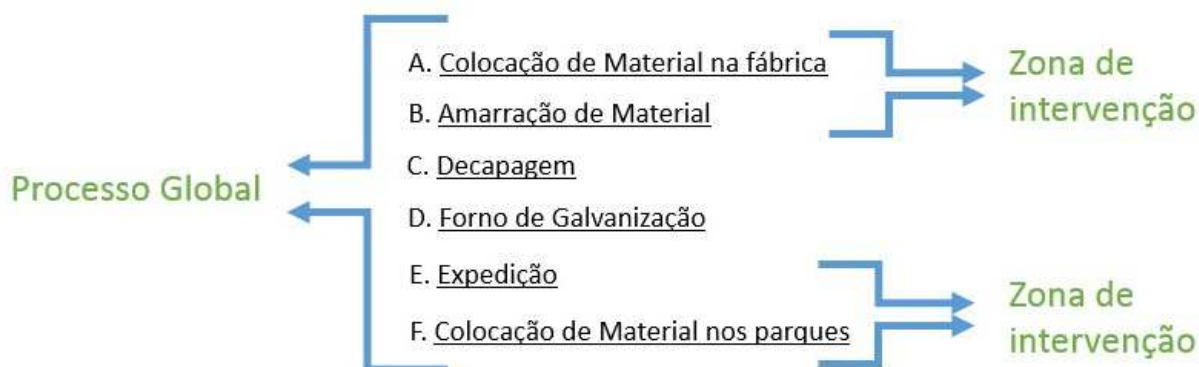 Processo Global
A. Colocação de Material na fábrica
B. Amarração de Material
C. Decapagem
D. Forno de Galvanização
E. Expedição
F. Colocação de Material nos parques
Zona de
intervenção
Zona de
intervenção